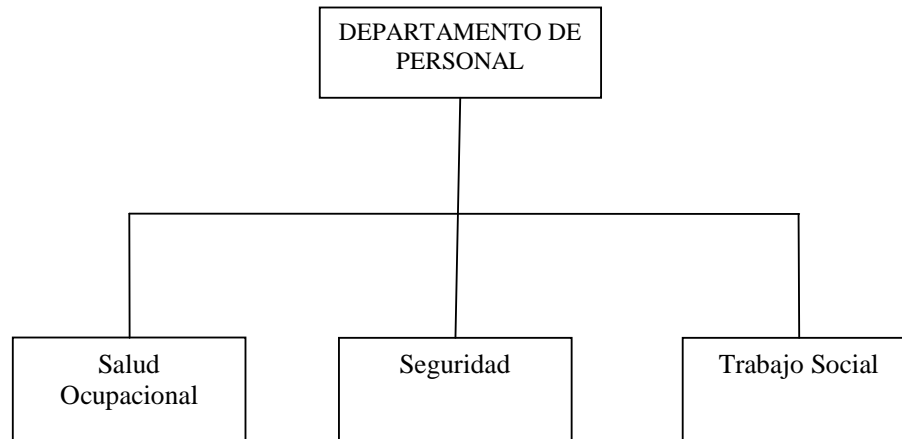 DEPARTAMENTO DE
PERSONAL
Salud
Ocupacional
Seguridad
Trabajo Social